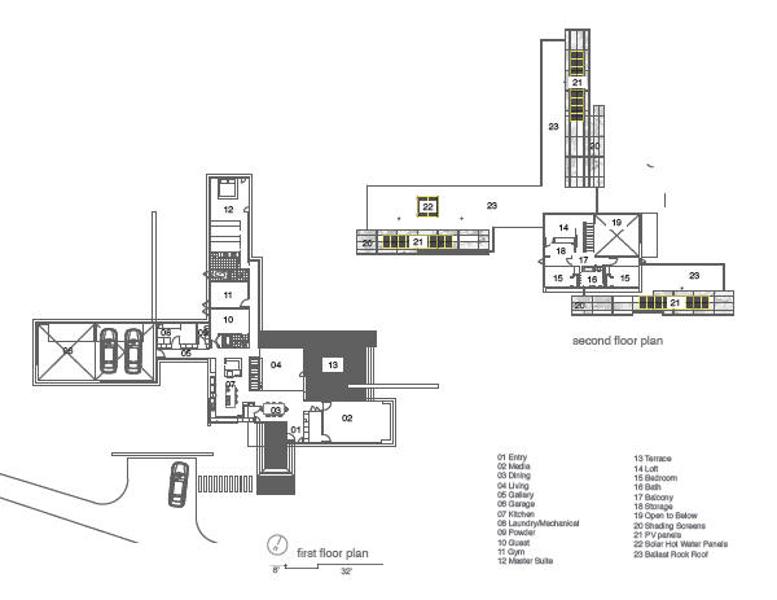 21
23
20
22
23
20
21
14
19
18
17
15
16
15
23
20
21
second floor plan
12
11
10
06
08
09
05
04
13
07
03
02
01
first floor plan
8'
32'
01 Entry
02 Media
03 Dining
04 Living
05 Gallery
06 Garage
07 Kitchen
08 Laundry/Mechanical
09 Powder
10 Guest
11 Gym
12 Master Suite
13 Terrace
14 Loft
15 Bedroom
16 Bath
17 Balcony
18 Storage
19 Open to Below
20 Shading Screens
21 PV panels
22 Solar Hot Water Panels
23 Ballast Rock Roof